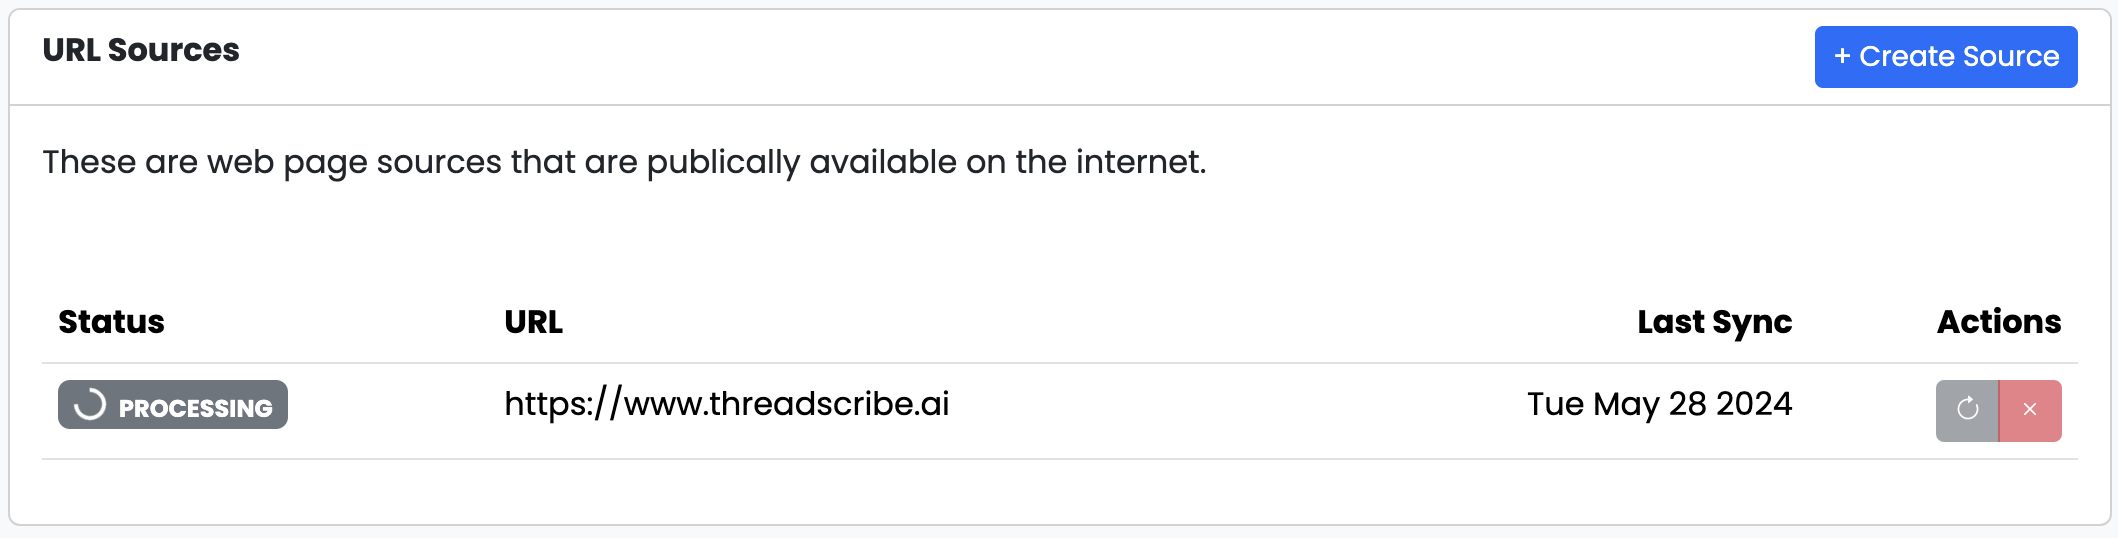 URL Sources
+ Create Source
These are web page sources that are publically available on the internet.
Status URL Last Sync Actions
PROCESSING https://www.threadscribe.ai Tue May 28 2024